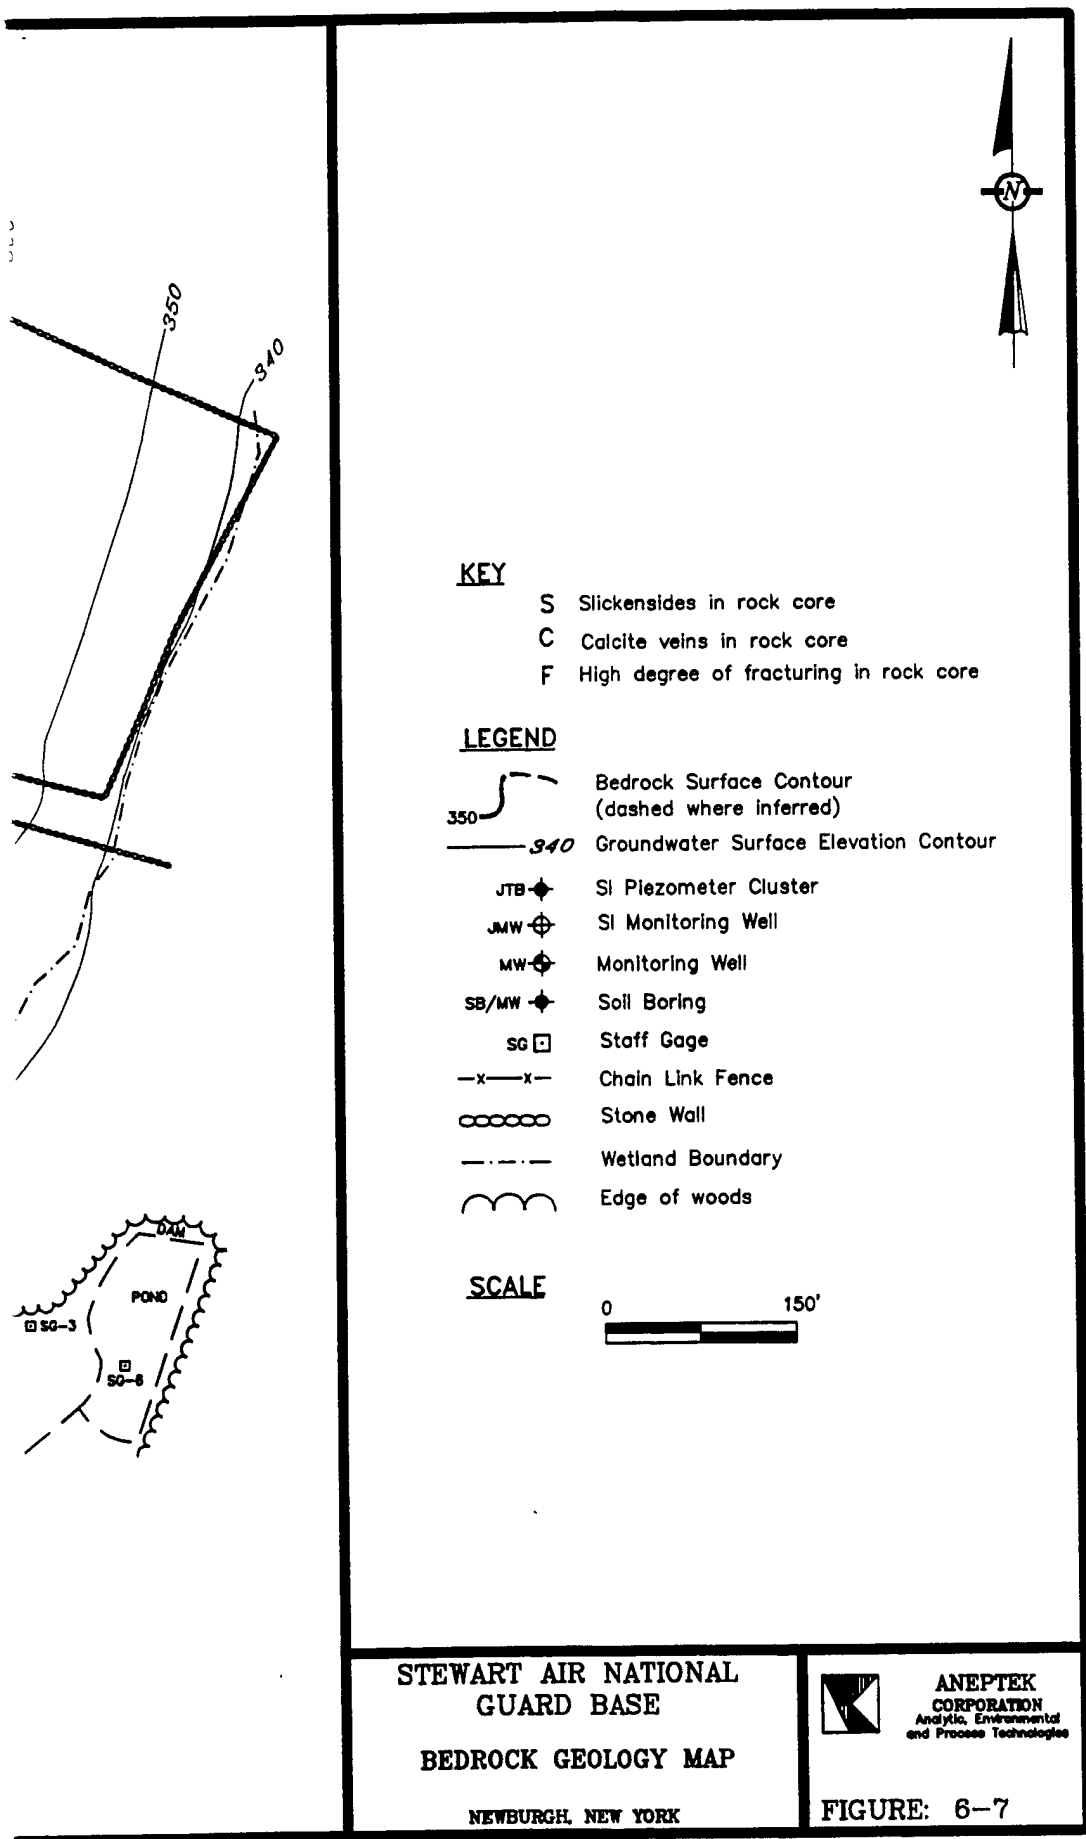 N
350
340
KEY
S Slickensides in rock core
C Calcite veins in rock core
F High degree of fracturing in rock core
LEGEND
350
Bedrock Surface Contour
(dashed where inferred)
340 Groundwater Surface Elevation Contour
JTB SI Piezometer Cluster
JMW SI Monitoring Well
MW Monitoring Well
SB/MW Soil Boring
SG Staff Gage
-x-x- Chain Link Fence
Stone Wall
Wetland Boundary
Edge of woods
DAM
POND
SG-3
SG-6
SCALE
0 150'
STEWART AIR NATIONAL
GUARD BASE
BEDROCK GEOLOGY MAP
NEWBURGH, NEW YORK
ANEPTEK
CORPORATION
Analytic, Environmental
and Process Technologies
FIGURE: 6-7